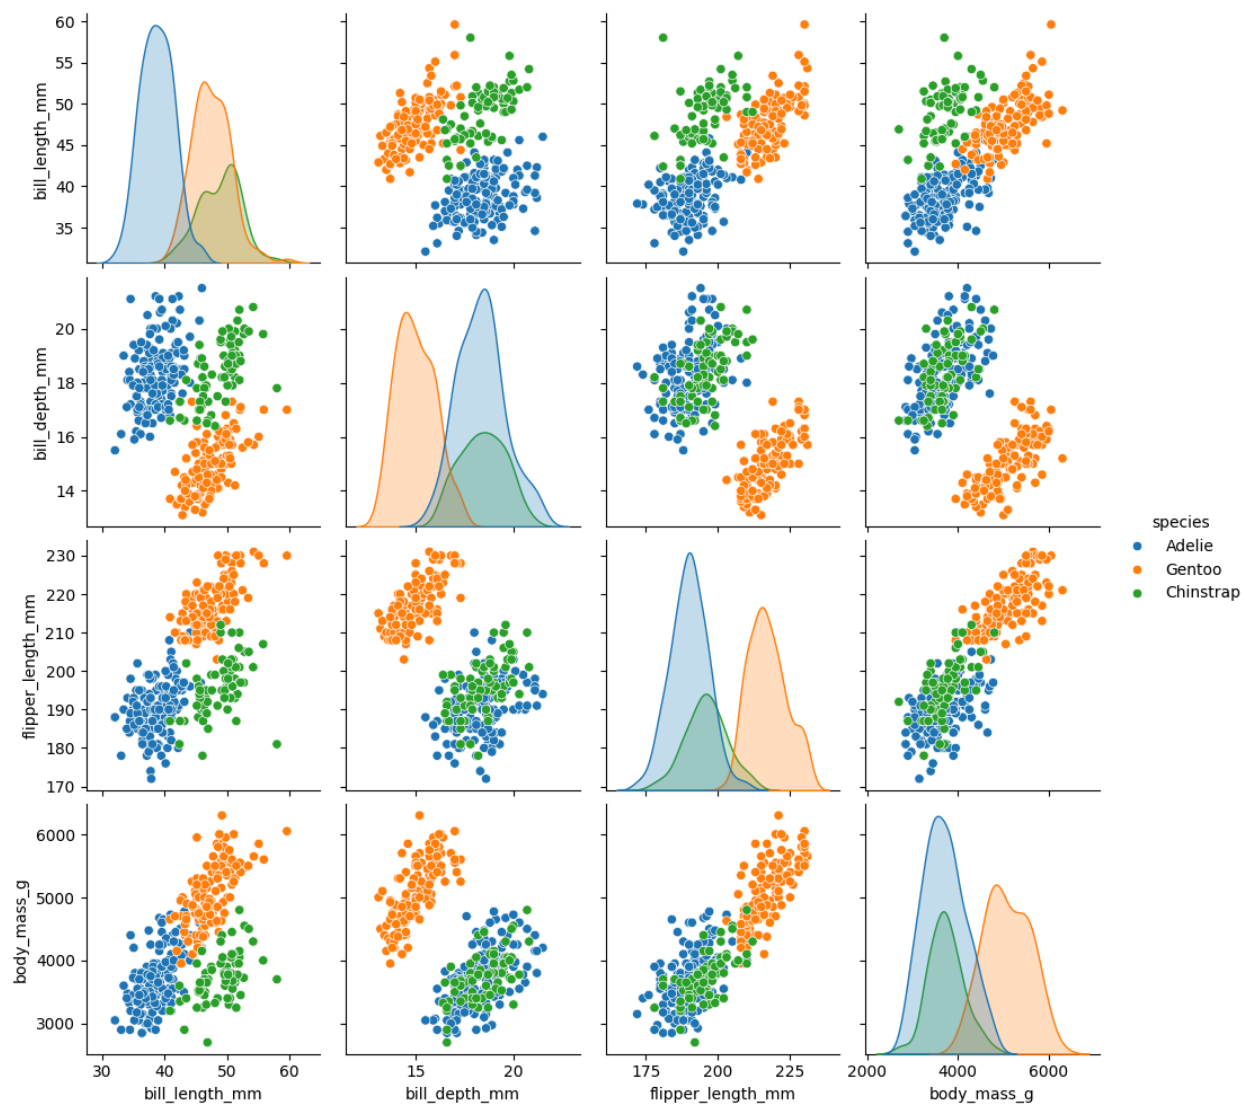 60
55
50
45
40
35
bill_length_mm
20
18
16
14
bill_depth_mm
species
Adelie
Gentoo
Chinstrap
230
220
210
200
190
180
170
flipper_length_mm
6000
5000
4000
3000
body_mass_g
30 40 50 60 15 20 175 200 225 2000 4000 6000
bill_length_mm bill_depth_mm flipper_length_mm body_mass_g